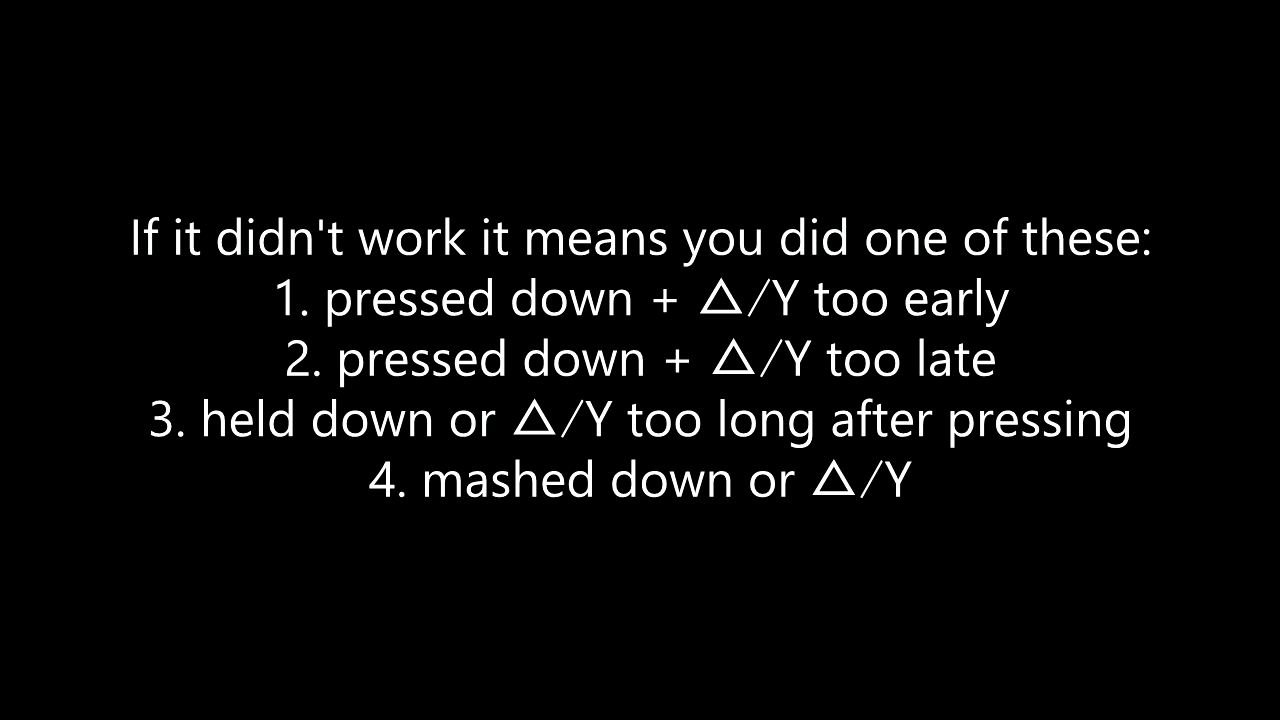 If it didn't work it means you did one of these:
1. pressed down + △/Y too early
2. pressed down + △/Y too late
3. held down or △/Y too long after pressing
4. mashed down or △/Y